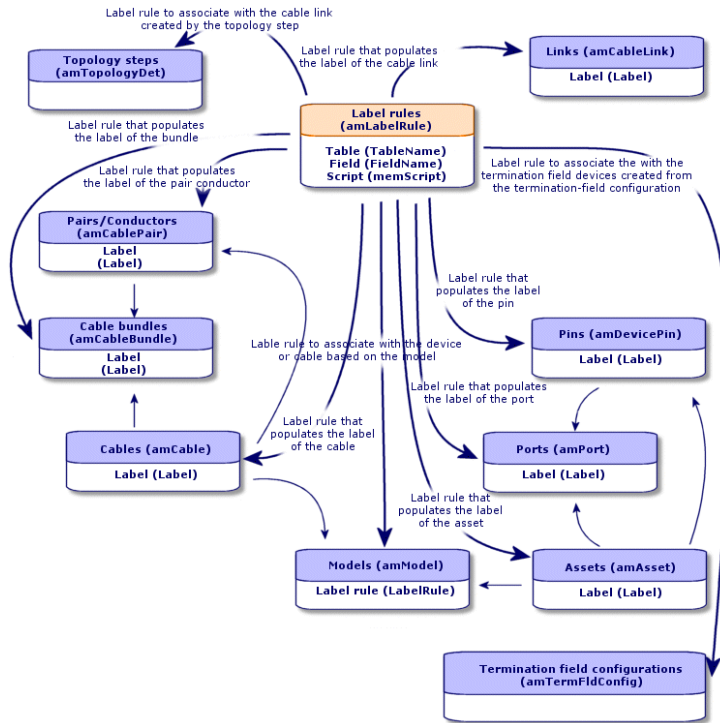 Label rule to associate with the cable link
created by the topology step
Topology steps
(amTopologyDet)
Label rule that populates
the label of the cable link
Links (amCableLink)
Label (Label)
Label rules
(amLabelRule)
Table (TableName)
Field (FieldName)
Script (memScript)
Label rule that populates
the label of the bundle
Label rule that populates
the label of the pair conductor
Label rule to associate the with the
termination field devices created from
the termination-field configuration
Pairs/Conductors
(amCablePair)
Label
(Label)
Label rule that
populates the label
of the pin
Cable bundles
(amCableBundle)
Label
(Label)
Lable rule to associate with the device
or cable based on the model
Pins (amDevicePin)
Label (Label)
Label rule that populates
the label of the port
Label rule that
populates the label
of the cable
Cables (amCable)
Label (Label)
Ports (amPort)
Label (Label)
Label rule that
populates the label
of the asset
Models (amModel)
Label rule (LabelRule)
Assets (amAsset)
Label (Label)
Termination field configurations
(amTermFldConfig)